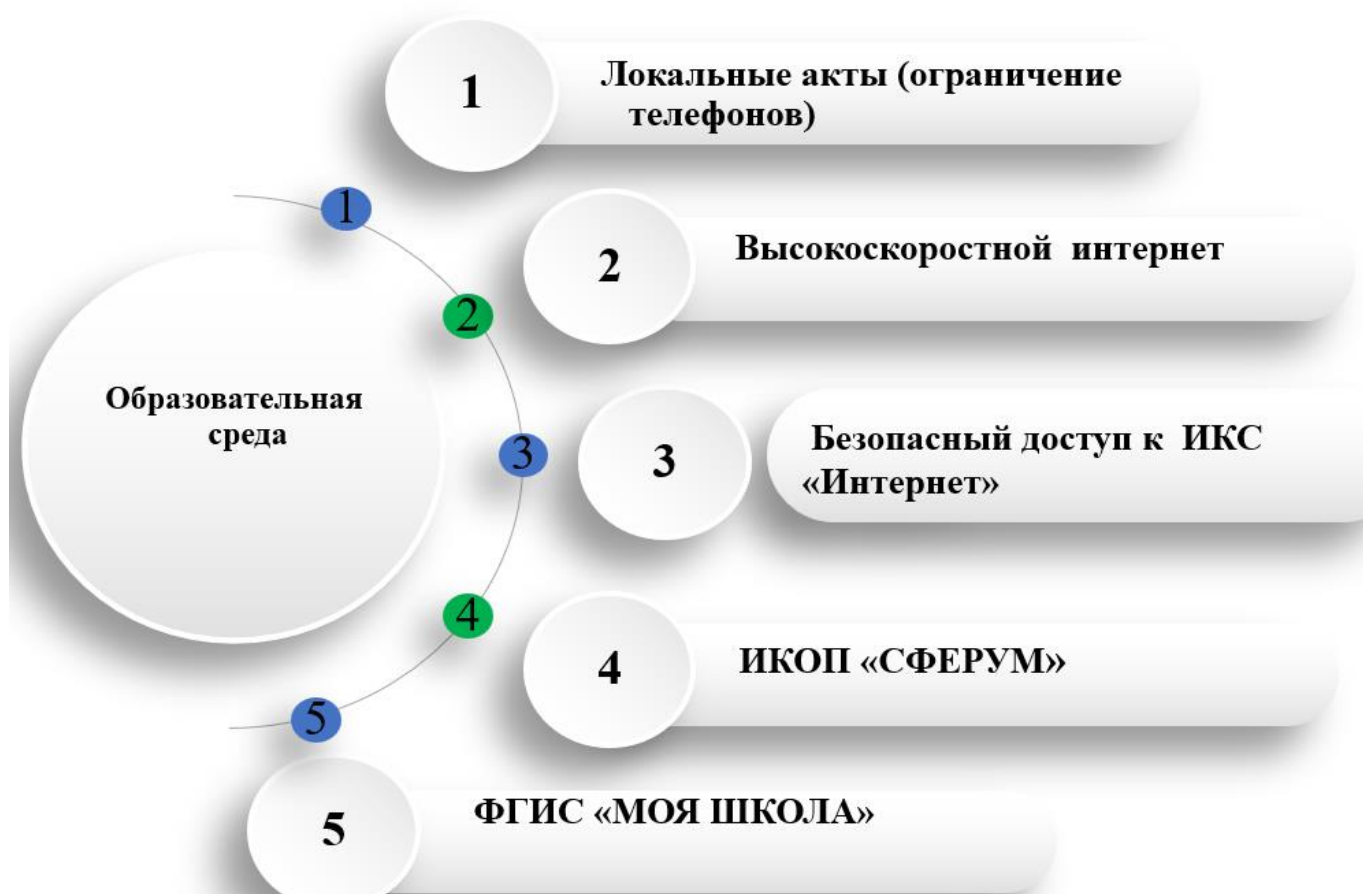 1
Локальные акты (ограничение
телефонов)
1
2
Высокоскоростной интернет
2
Образовательная
среда
3
3
Безопасный доступ к ИКС
«Интернет»
4
4
ИКОП «СФЕРУМ»
5
5
ФГИС «МОЯ ШКОЛА»